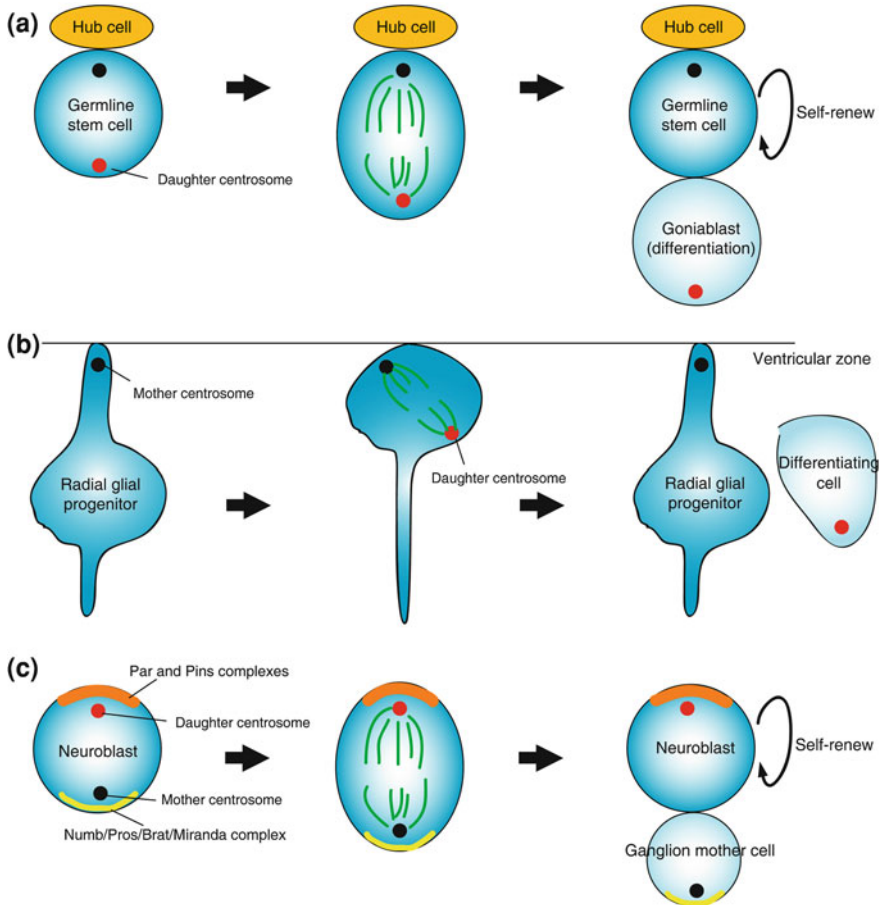 (a)
Hub cell
Hub cell
Hub cell
Germline
stem cell
Daughter centrosome
Germline
stem cell
Self-renew
Goniablast
(differentiation)
(b)
Ventricular zone
Mother centrosome
Radial glial
progenitor
Daughter centrosome
Radial glial
progenitor
Differentiating
cell
(c)
Par and Pins complexes
Daughter centrosome
Neuroblast
Mother centrosome
Numb/Pros/Brat/Miranda complex
Neuroblast
Self-renew
Ganglion mother cell